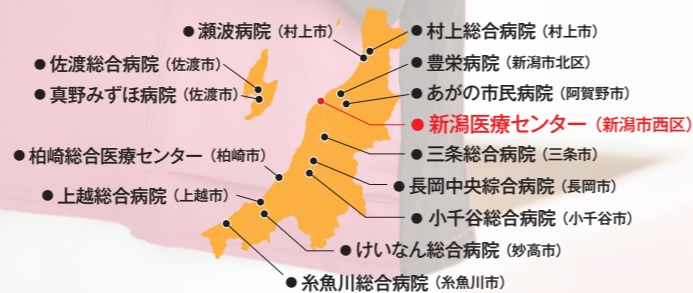 ● 瀬波病院（村上市）
● 村上総合病院（村上市）
● 佐渡総合病院（佐渡市）
● 豊栄病院（新潟市北区）
● 真野みずほ病院（佐渡市）
● あがの市民病院（阿賀野市）
● 新潟医療センター（新潟市西区）
● 柏崎総合医療センター（柏崎市）
● 三条総合病院（三条市）
● 長岡中央綜合病院（長岡市）
● 上越総合病院（上越市）
● 小千谷総合病院（小千谷市）
● けいなん総合病院（妙高市）
● 糸魚川総合病院（糸魚川市）